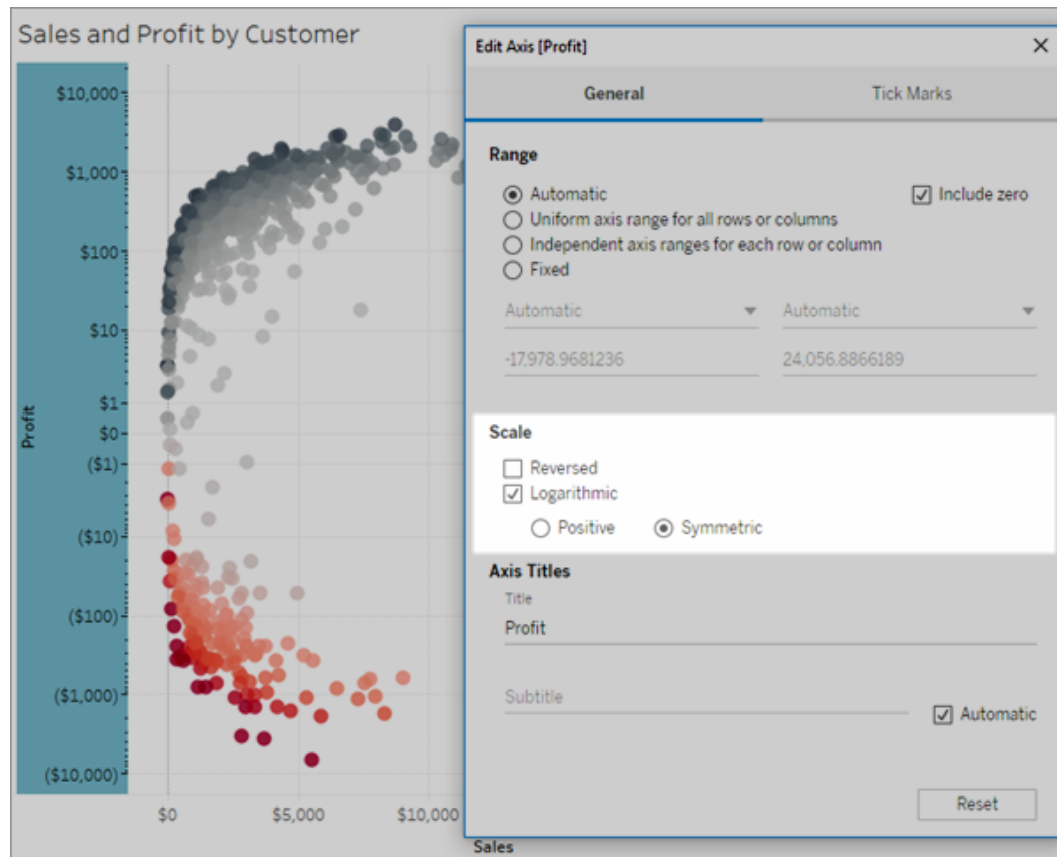 Sales and Profit by Customer
$10,000
$1,000
$100
$10
$1
$0
($1)
($10)
($100)
($1,000)
($10,000)
Profit
$0 $5,000 $10,000
Sales
Edit Axis [Profit]
General Tick Marks
Range
Automatic Include zero
Uniform axis range for all rows or columns
Independent axis ranges for each row or column
Fixed
Automatic Automatic
-17,978.9681236 24,056.8866189
Scale
Reversed
Logarithmic
Positive Symmetric
Axis Titles
Title
Profit
Subtitle
Automatic
Reset